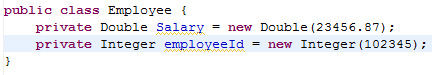 public class Employee {
    private Double Salary = new Double(23456.87);
    private Integer employeeId = new Integer(102345);
}